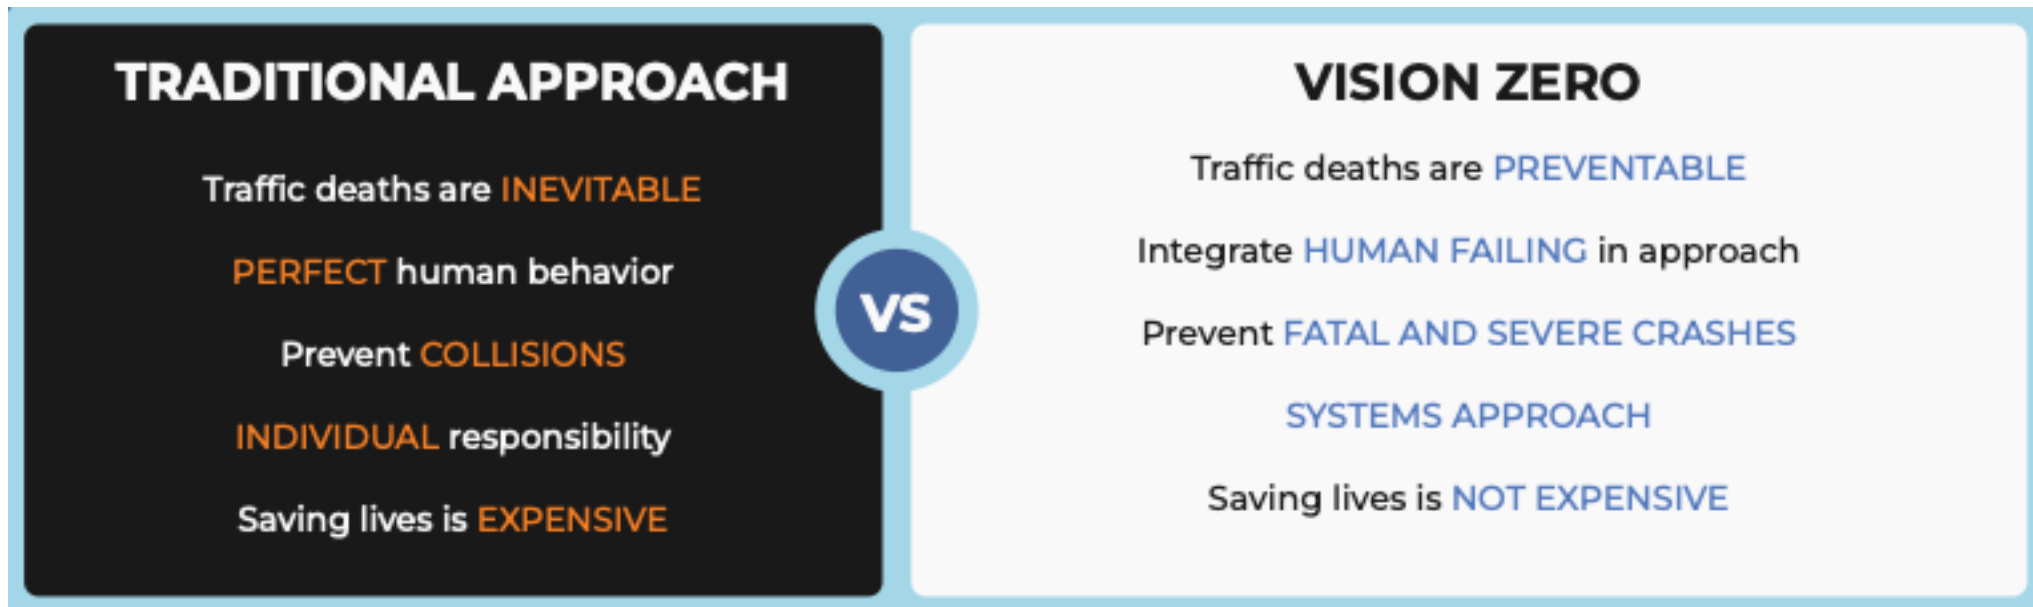 TRADITIONAL APPROACH
Traffic deaths are INEVITABLE
PERFECT human behavior
Prevent COLLISIONS
INDIVIDUAL responsibility
Saving lives is EXPENSIVE
VS
VISION ZERO
Traffic deaths are PREVENTABLE
Integrate HUMAN FAILING in approach
Prevent FATAL AND SEVERE CRASHES
SYSTEMS APPROACH
Saving lives is NOT EXPENSIVE